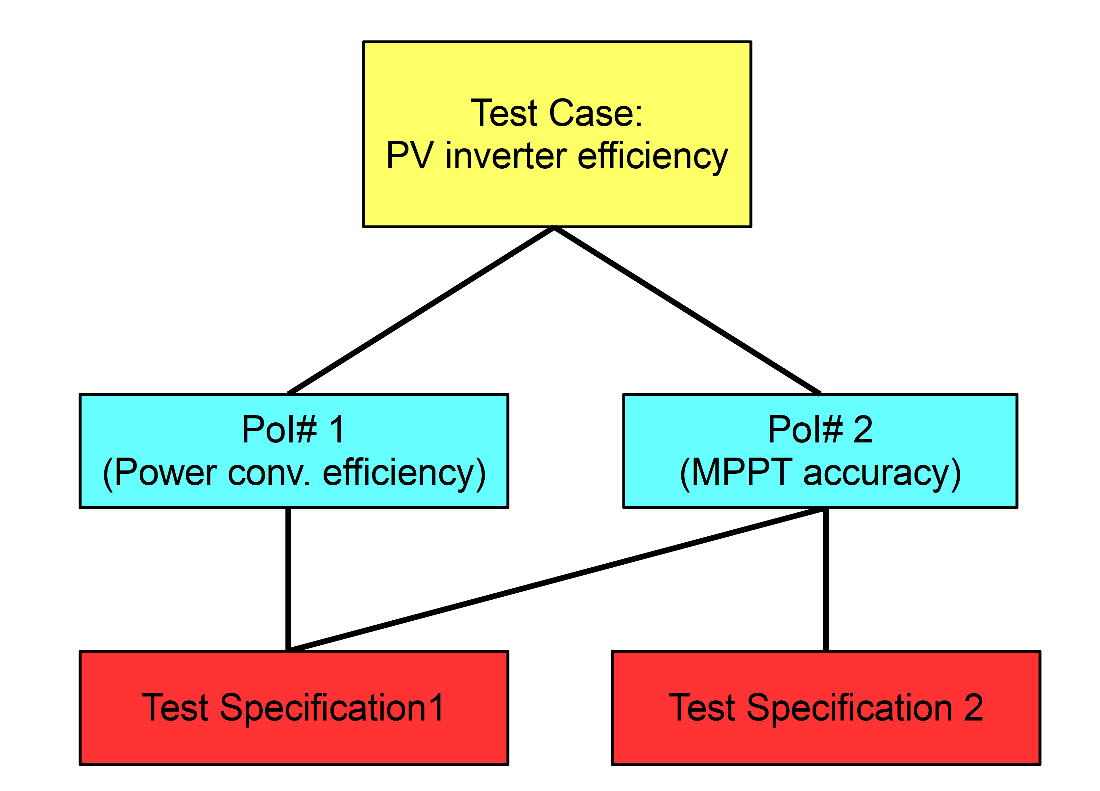 Test Case:
PV inverter efficiency
PoI# 1
(Power conv. efficiency)
PoI# 2
(MPPT accuracy)
Test Specification1
Test Specification 2